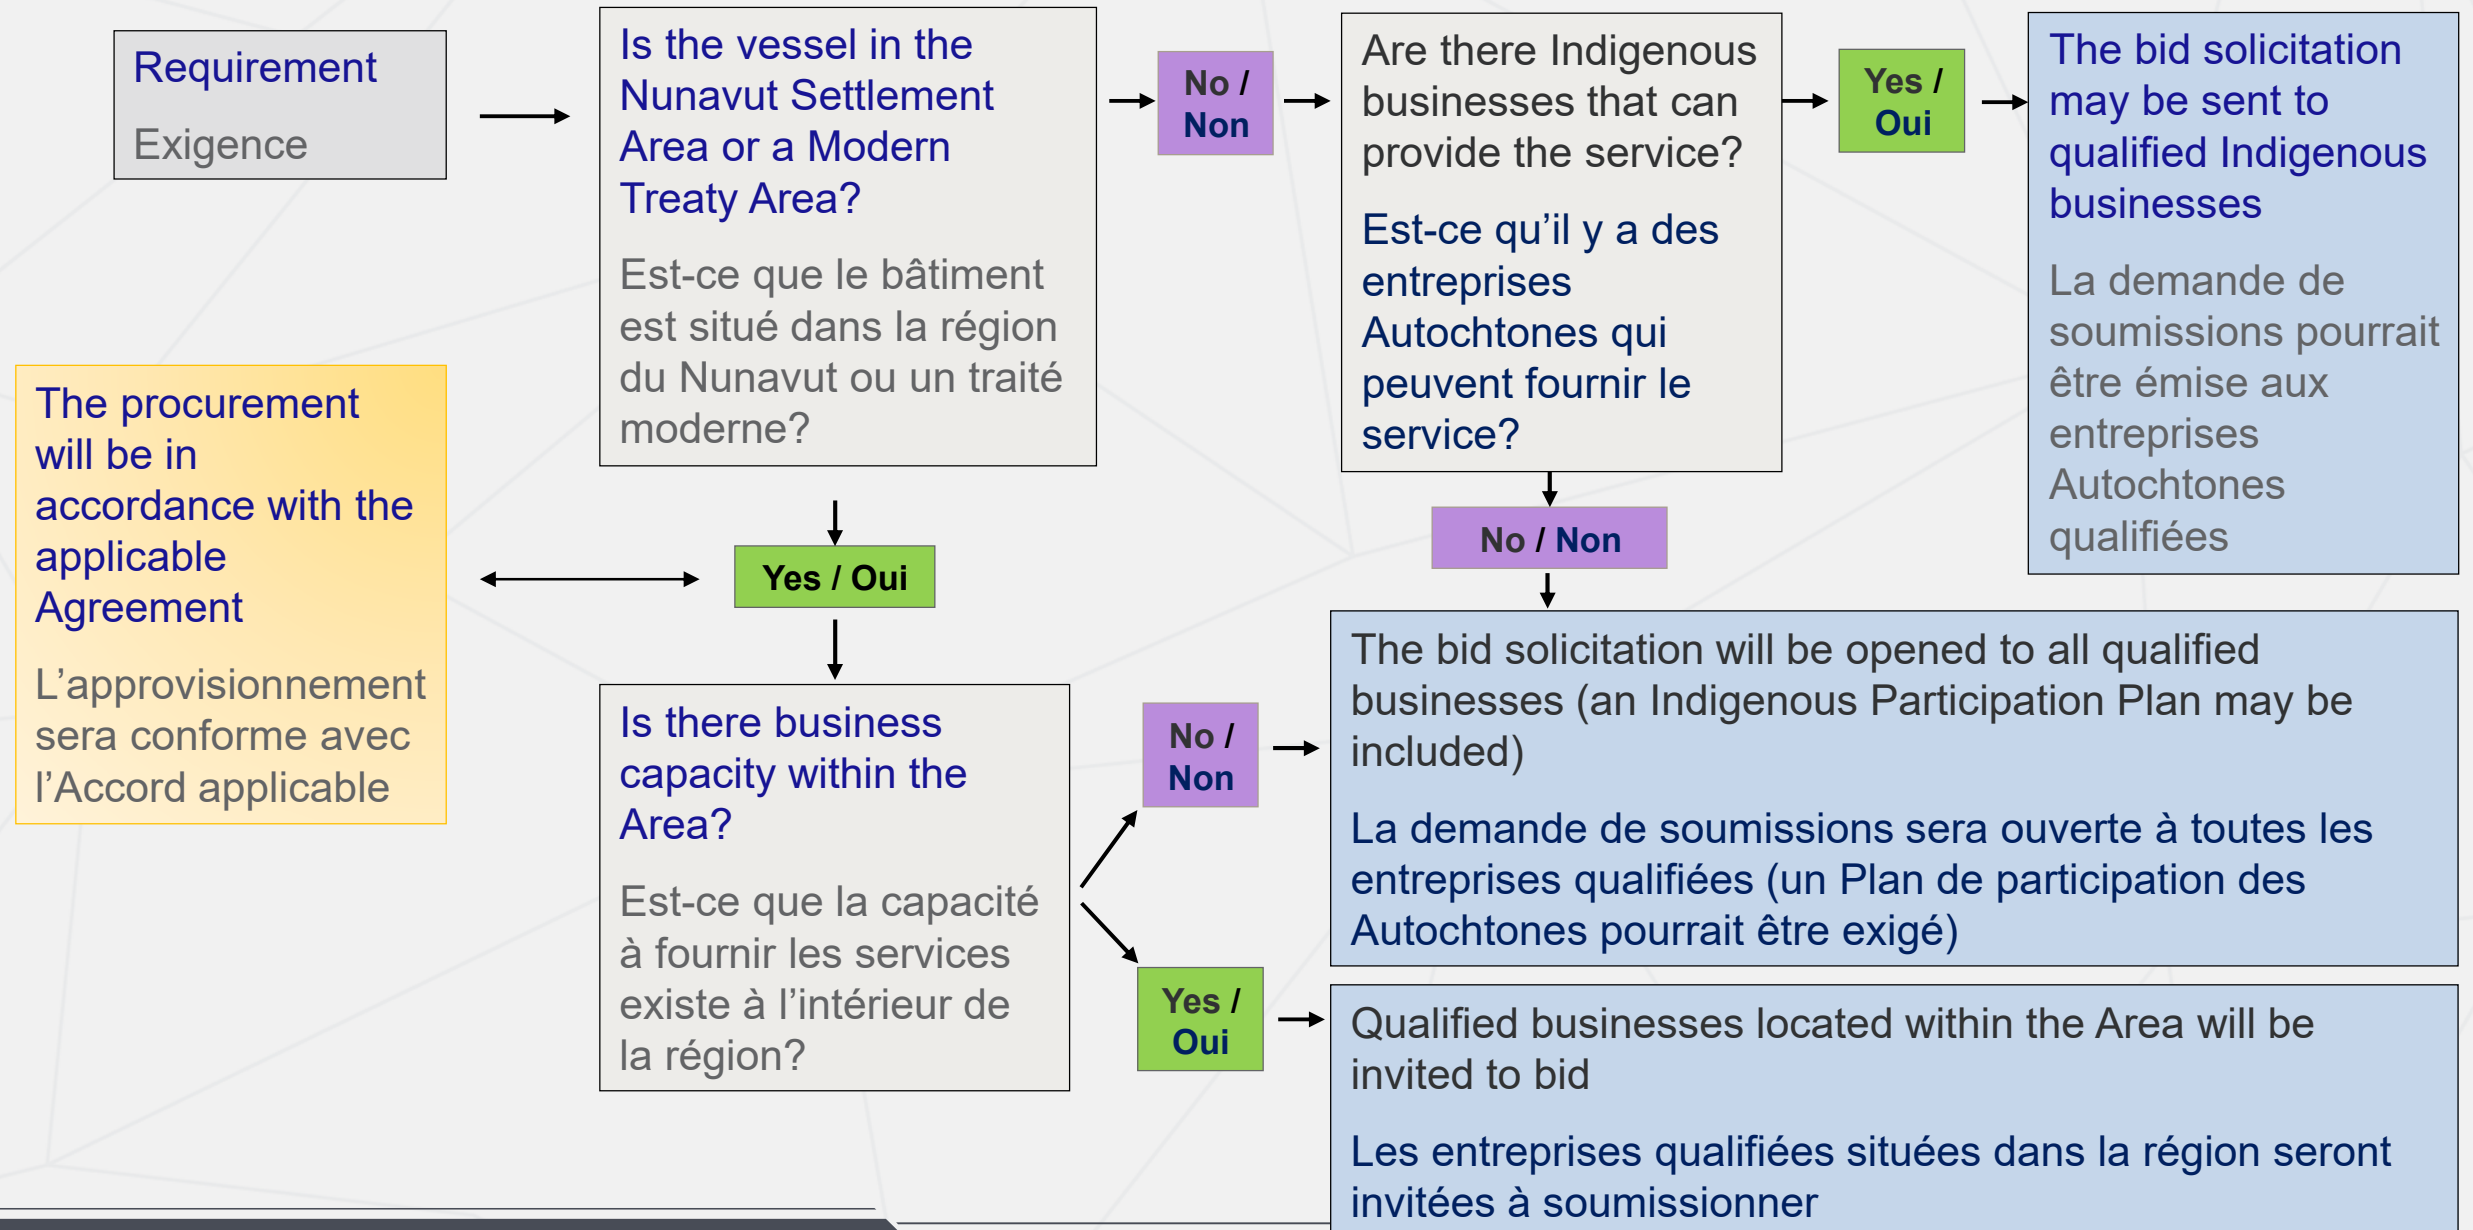 Requirement
Exigence
Is the vessel in the
Nunavut Settlement
Area or a Modern
Treaty Area?
Est-ce que le bâtiment
est situé dans la région
du Nunavut ou un traité
moderne?
No /
Non
Are there Indigenous
businesses that can
provide the service?
Est-ce qu’il y a des
entreprises
Autochtones qui
peuvent fournir le
service?
Yes /
Oui
The bid solicitation
may be sent to
qualified Indigenous
businesses
La demande de
soumissions pourrait
être émise aux
entreprises
Autochtones
qualifiées
The procurement
will be in
accordance with the
applicable
Agreement
L’approvisionnement
sera conforme avec
l’Accord applicable
Yes / Oui
No / Non
Is there business
capacity within the
Area?
Est-ce que la capacité
à fournir les services
existe à l’intérieur de
la région?
No /
Non
The bid solicitation will be opened to all qualified
businesses (an Indigenous Participation Plan may be
included)
La demande de soumissions sera ouverte à toutes les
entreprises qualifiées (un Plan de participation des
Autochtones pourrait être exigé)
Yes /
Oui
Qualified businesses located within the Area will be
invited to bid
Les entreprises qualifiées situées dans la région seront
invitées à soumissionner